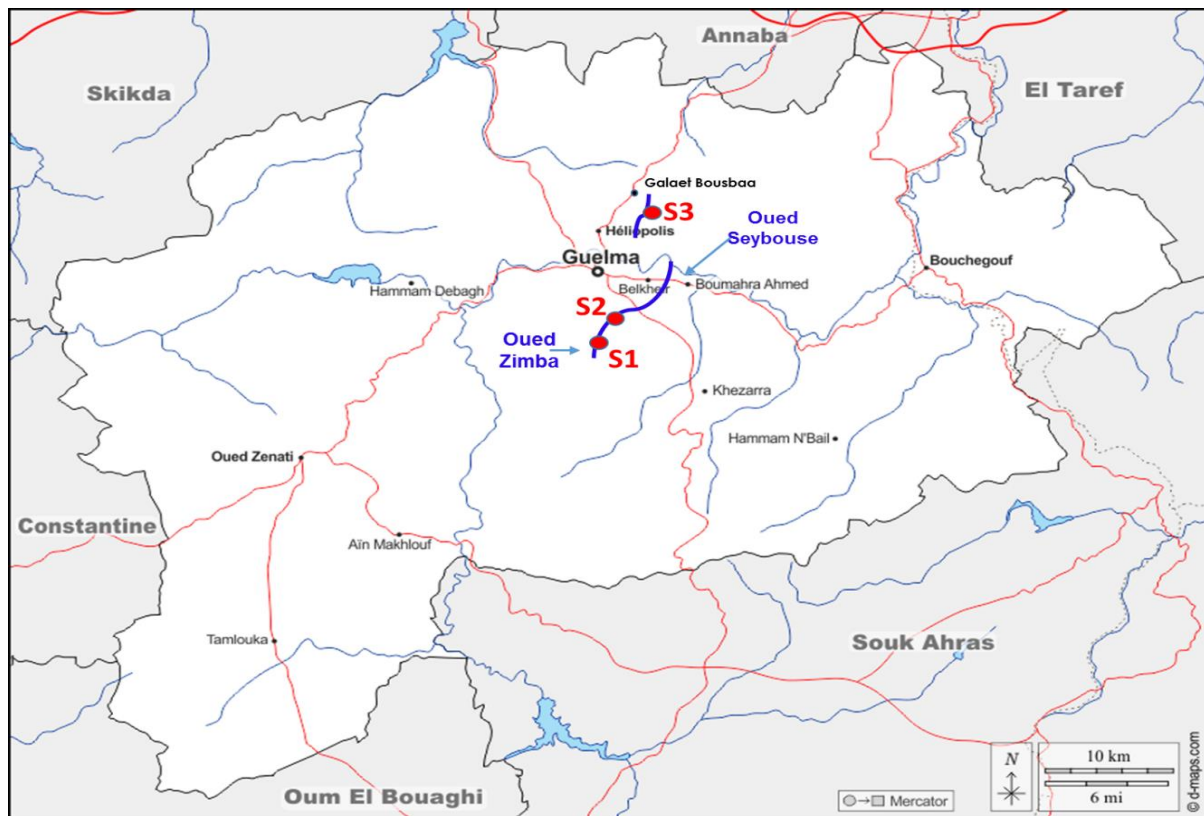 Annaba
Skikda
El Taref
Galaet Bousbaa
S3
Oued
Seybouse
Héliopolis
Guelma
Bouchegouf
Hammam Debagh
Belkheir
Boumahra Ahmed
S2
Oued
Zimba
S1
Khezarra
Hammam N'Bail
Oued Zenati
Constantine
Aïn Makhlouf
Tamlouka
Souk Ahras
Oum El Bouaghi
N
10 km
6 mi
Mercator
© d-maps.com